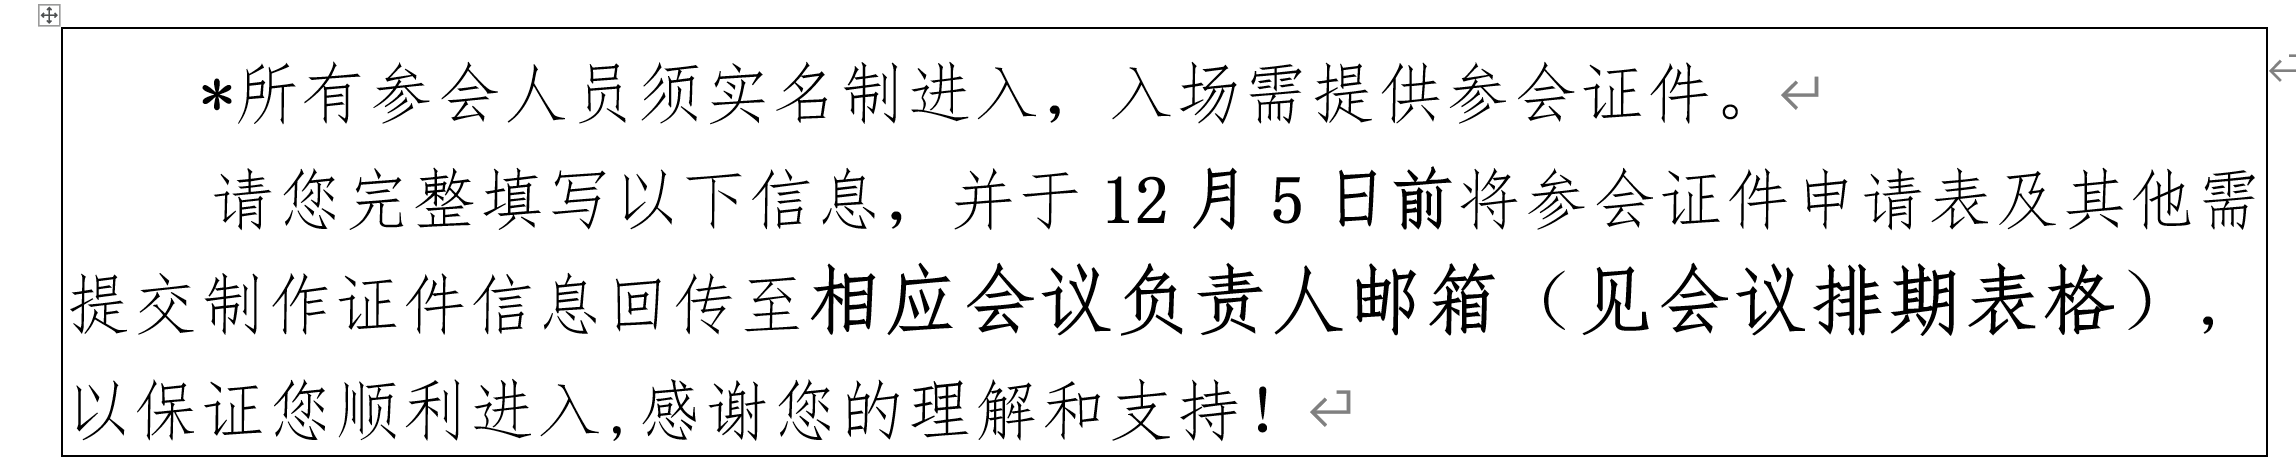 *所有参会人员须实名制进入，入场需提供参会证件。
请您完整填写以下信息，并于 12 月 5 日前将参会证件申请表及其他需
提交制作证件信息回传至相应会议负责人邮箱（见会议排期表格），
以保证您顺利进入,感谢您的理解和支持！